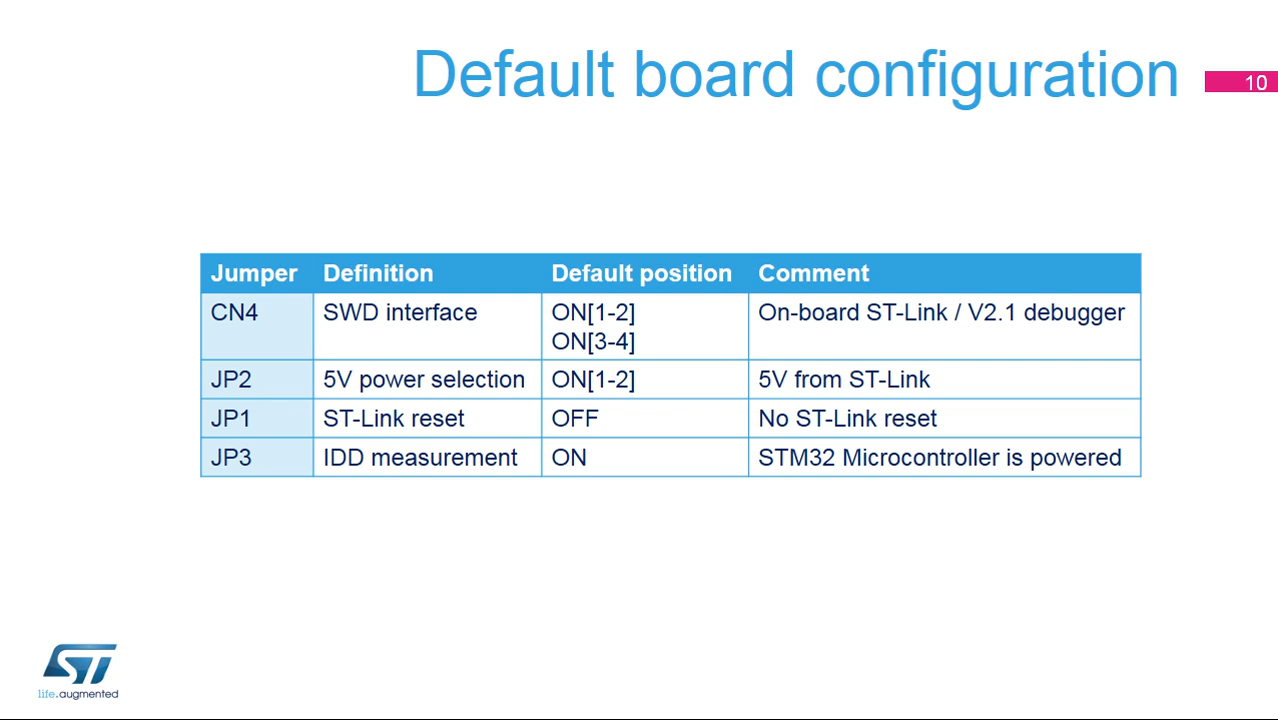 Default board configuration
10
Jumper Definition Default position Comment
CN4 SWD interface ON[1-2] On-board ST-Link / V2.1 debugger
ON[3-4]
JP2 5V power selection ON[1-2] 5V from ST-Link
JP1 ST-Link reset OFF No ST-Link reset
JP3 IDD measurement ON STM32 Microcontroller is powered
ST
life.augmented